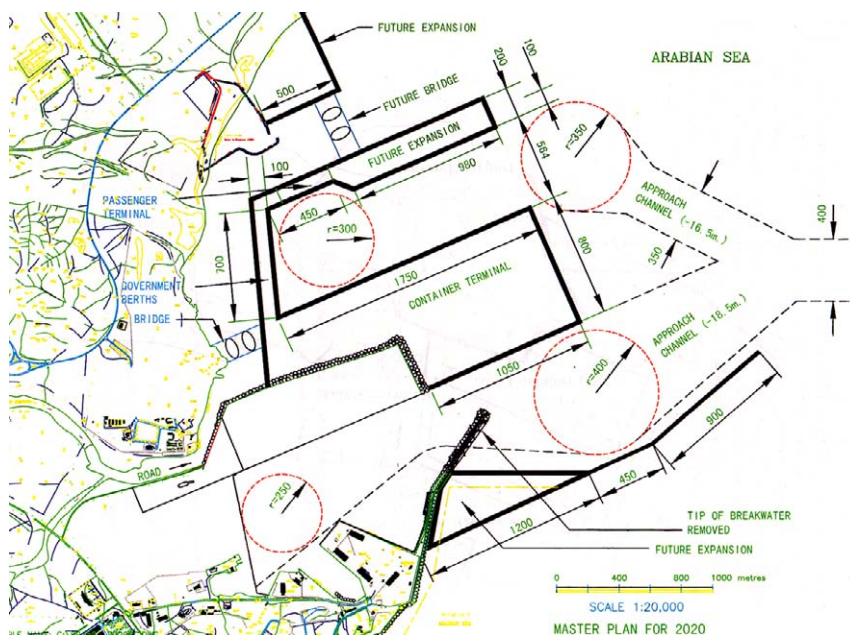 FUTURE EXPANSION
ARABIAN SEA
500
200
100
FUTURE BRIDGE
FUTURE EXPANSION
980
564
r=350
100
PASSENGER
TERMINAL
450
r=300
APPROACH
CHANNEL (-16.5m.)
400
700
800
350
GOVERNMENT
BERTHS
1750
CONTAINER TERMINAL
BRIDGE
1050
r=400
APPROACH
CHANNEL (-18.5m.)
900
ROAD
r=250
450
1200
TIP OF BREAKWATER
REMOVED
FUTURE EXPANSION
0 400 800 1000 metres
SCALE 1:20,000
MASTER PLAN FOR 2020